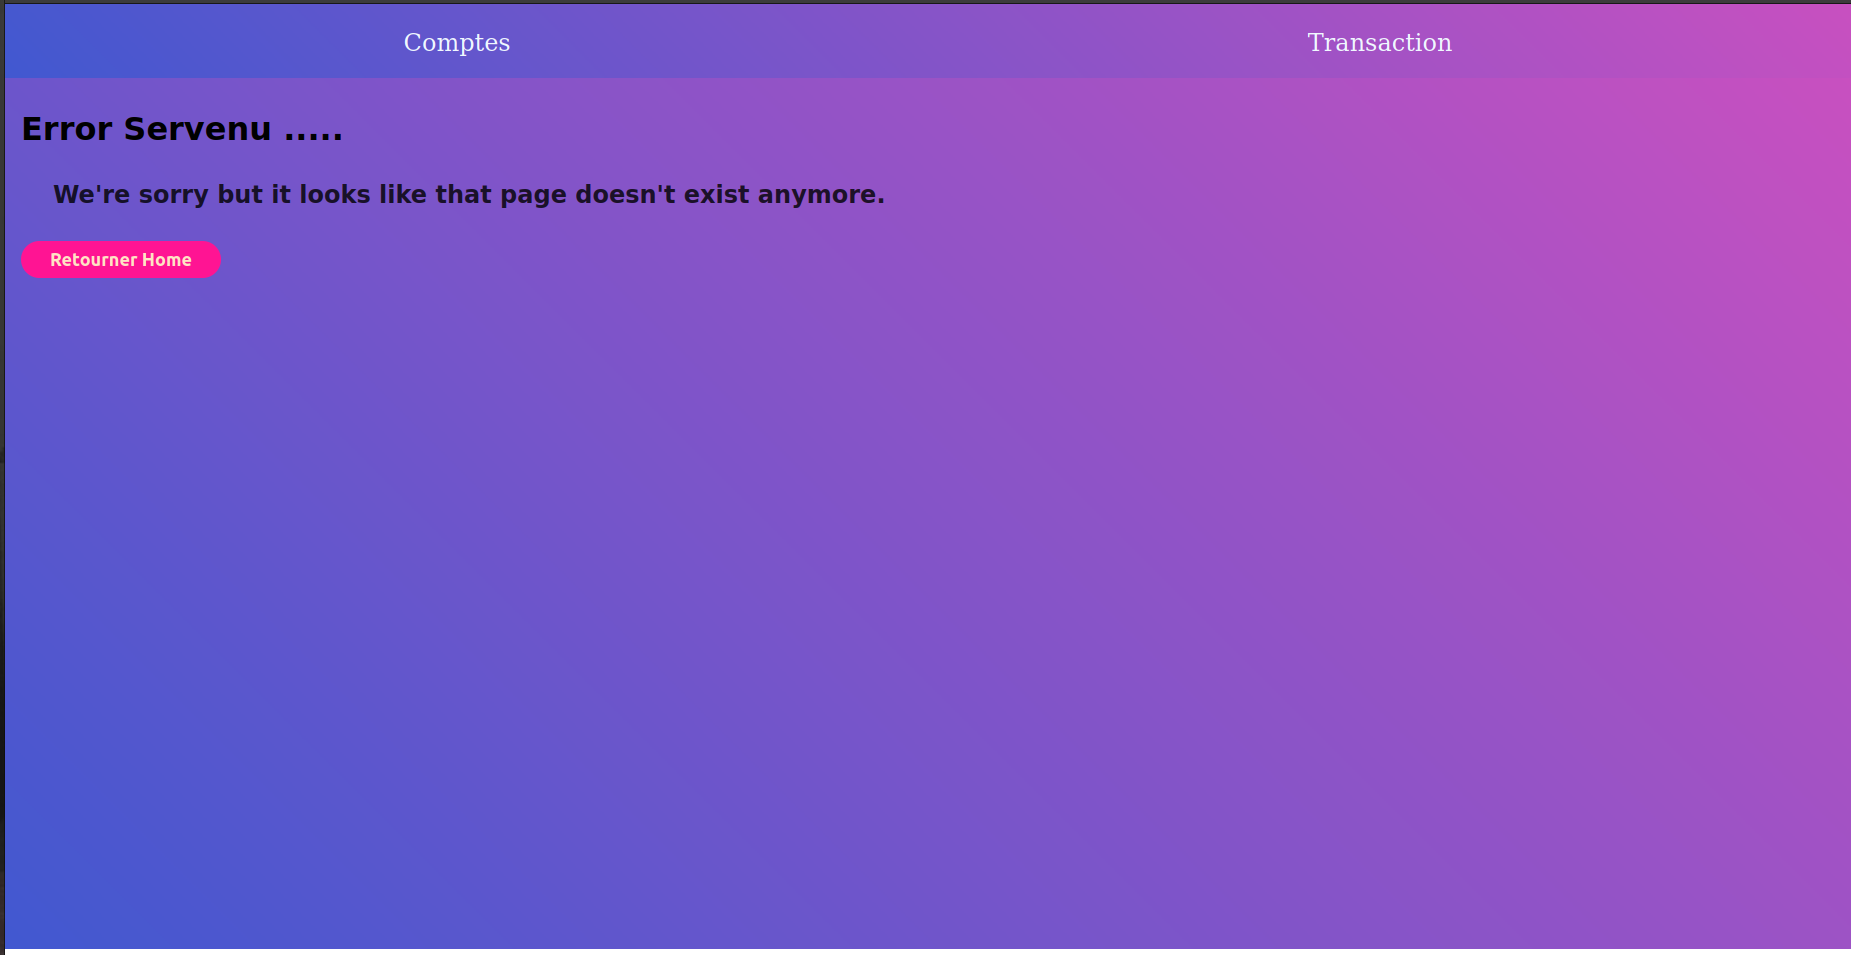 Comptes Transaction
Error Servenu .....
We're sorry but it looks like that page doesn't exist anymore.
Retourner Home